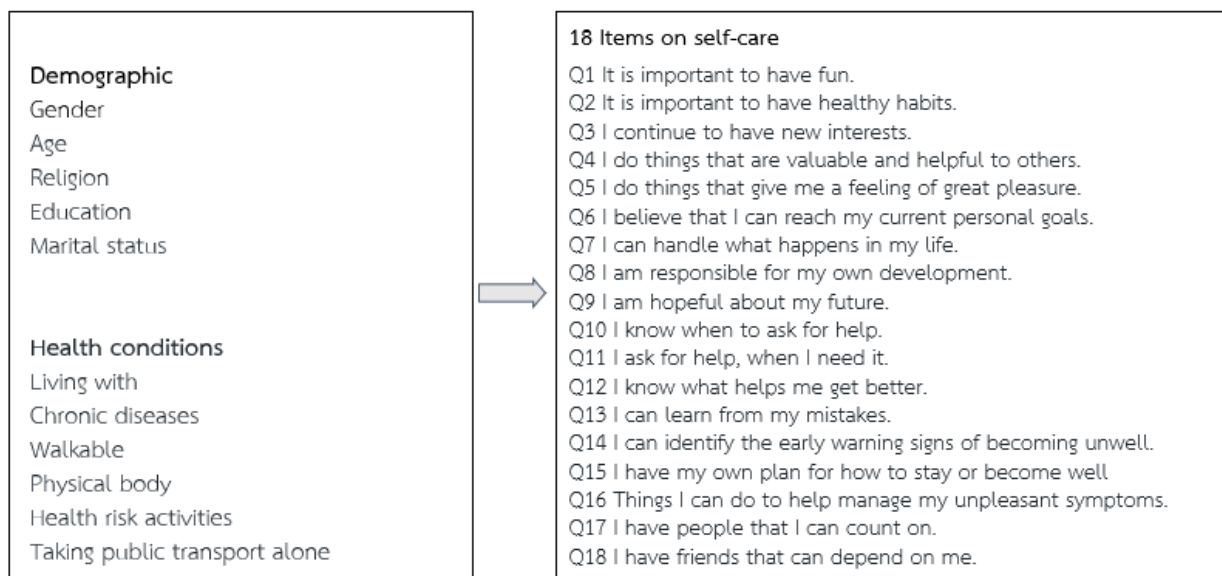 Demographic
Gender
Age
Religion
Education
Marital status
Health conditions
Living with
Chronic diseases
Walkable
Physical body
Health risk activities
Taking public transport alone
18 Items on self-care
Q1 It is important to have fun.
Q2 It is important to have healthy habits.
Q3 I continue to have new interests.
Q4 I do things that are valuable and helpful to others.
Q5 I do things that give me a feeling of great pleasure.
Q6 I believe that I can reach my current personal goals.
Q7 I can handle what happens in my life.
Q8 I am responsible for my own development.
Q9 I am hopeful about my future.
Q10 I know when to ask for help.
Q11 I ask for help, when I need it.
Q12 I know what helps me get better.
Q13 I can learn from my mistakes.
Q14 I can identify the early warning signs of becoming unwell.
Q15 I have my own plan for how to stay or become well
Q16 Things I can do to help manage my unpleasant symptoms.
Q17 I have people that I can count on.
Q18 I have friends that can depend on me.